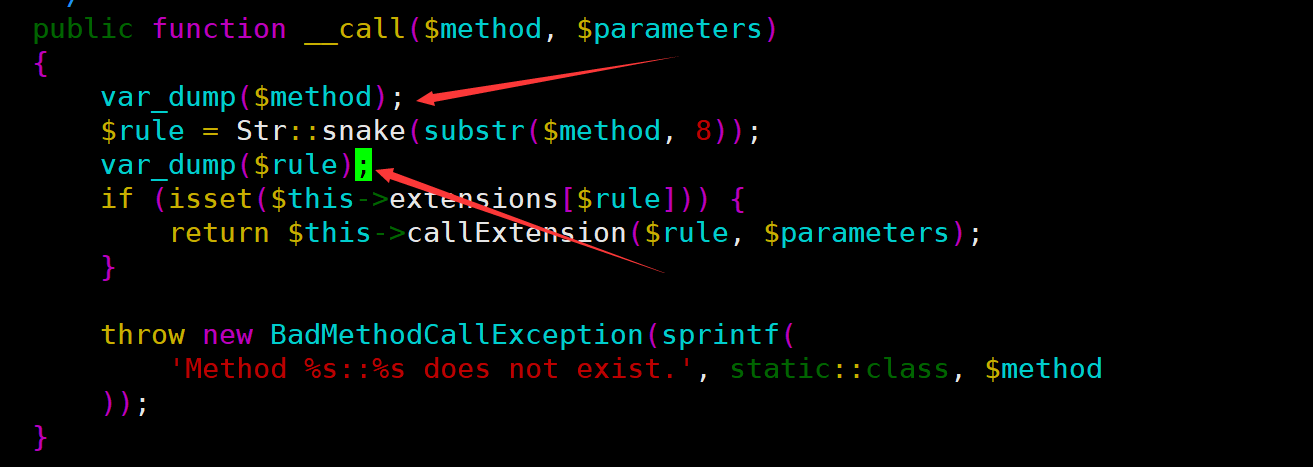 /
public function __call($method, $parameters)
{
    var_dump($method);
    $rule = Str::snake(substr($method, 8));
    var_dump($rule);
    if (isset($this->extensions[$rule])) {
        return $this->callExtension($rule, $parameters);
    }

    throw new BadMethodCallException(sprintf(
        'Method %s::%s does not exist.', static::class, $method
    ));
}